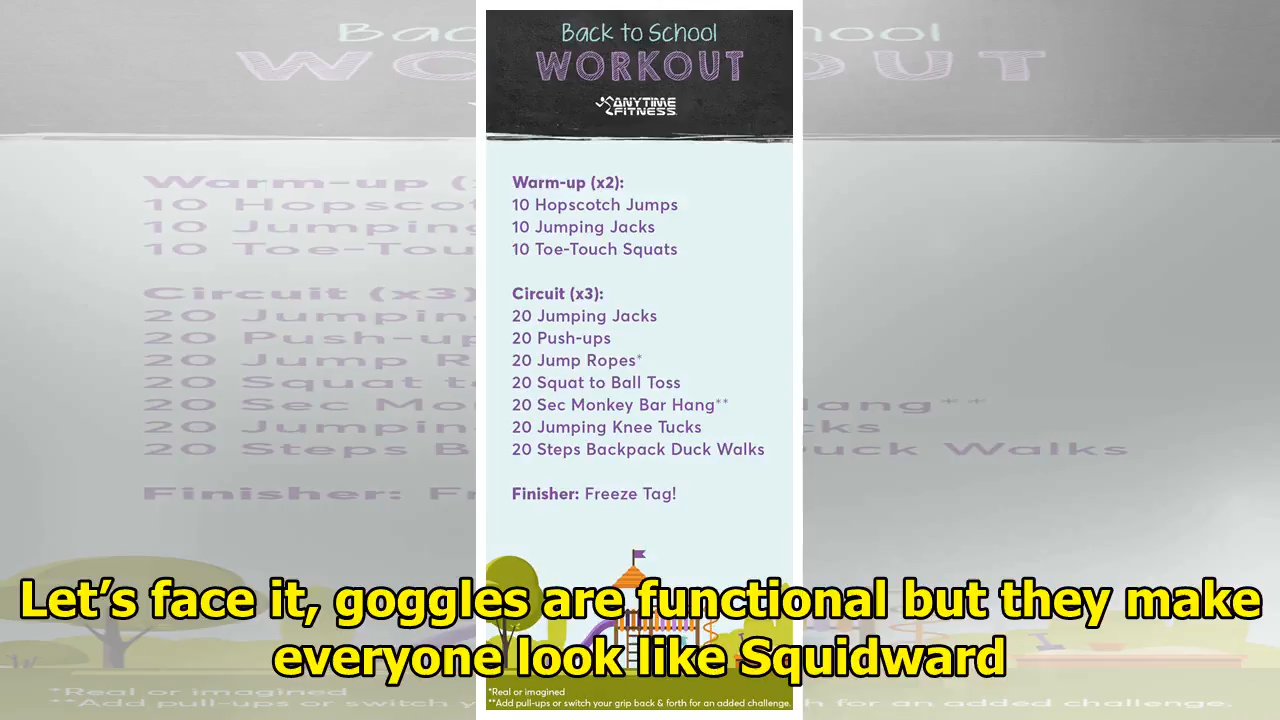 Back to School
WORKOUT
ANYTIME
FITNESS
Warm-up (x2):
10 Hopscotch Jumps
10 Jumping Jacks
10 Toe-Touch Squats
Circuit (x3):
20 Jumping Jacks
20 Push-ups
20 Jump Ropes*
20 Squat to Ball Toss
20 Sec Monkey Bar Hang**
20 Jumping Knee Tucks
20 Steps Backpack Duck Walks
Finisher: Freeze Tag!
Let’s face it, goggles are functional but they make
everyone look like Squidward
*Real or imagined
**Add pull-ups or switch your grip back & forth for an added challenge.